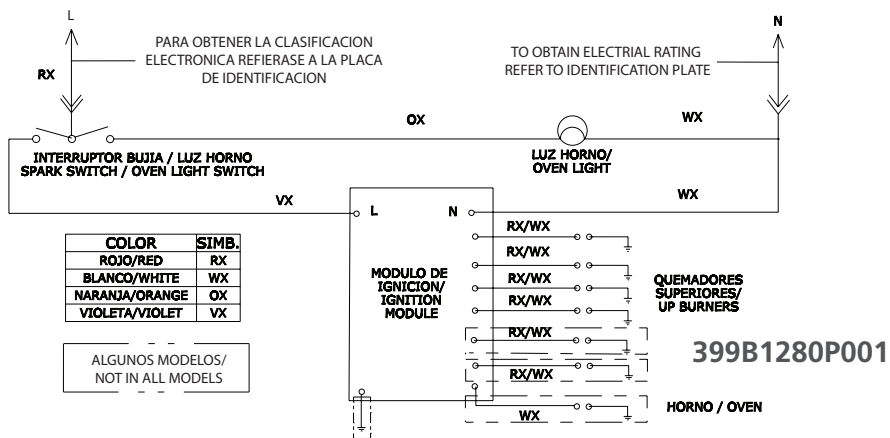 L
N
PARA OBTENER LA CLASIFICACION
ELECTRONICA REFIERASE A LA PLACA
DE IDENTIFICACION
TO OBTAIN ELECTRIAL RATING
REFER TO IDENTIFICATION PLATE
RX
OX
WX
INTERRUPTOR BUJIA / LUZ HORNO
SPARK SWITCH / OVEN LIGHT SWITCH
LUZ HORNO/
OVEN LIGHT
VX
WX
L
N
COLOR SIMB.
ROJO/RED RX
BLANCO/WHITE WX
NARANJA/ORANGE OX
VIOLETA/VIOLET VX
MODULO DE
IGNICION/
IGNITION
MODULE
RX/WX
RX/WX
RX/WX
RX/WX
RX/WX
RX/WX
WX
QUEMADORES
SUPERIORES/
UP BURNERS
399B1280P001
ALGUNOS MODELOS/
NOT IN ALL MODELS
HORNO / OVEN